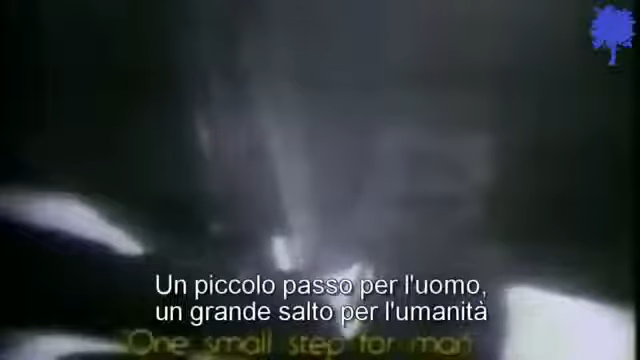 Un piccolo passo per l'uomo,
un grande salto per l'umanità
One small step for man